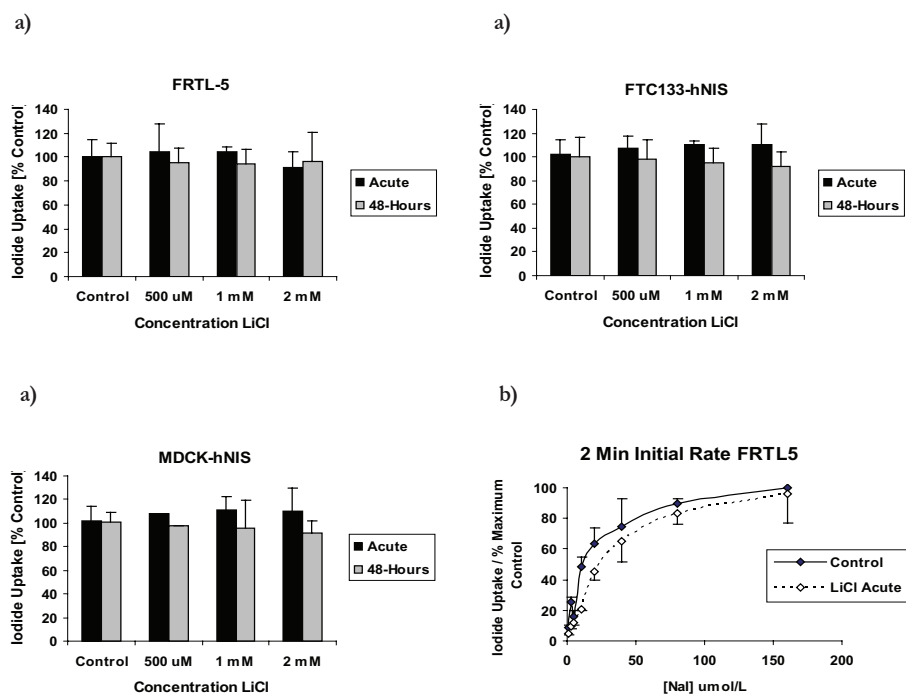 a)
FRTL-5
Iodide Uptake [% Control]
140
120
100
80
60
40
20
0
Control 500 uM 1 mM 2 mM
Concentration LiCl
Acute
48-Hours
a)
FTC133-hNIS
Iodide Uptake [% Control]
140
120
100
80
60
40
20
0
Control 500 uM 1 mM 2 mM
Concentration LiCl
Acute
48-Hours
a)
MDCK-hNIS
Iodide Uptake [% Control]
140
120
100
80
60
40
20
0
Control 500 uM 1 mM 2 mM
Concentration LiCl
Acute
48-Hours
b)
2 Min Initial Rate FRTL5
Iodide Uptake / % Maximum
Control
100
80
60
40
20
0
0 50 100 150 200
[NaI] umol/L
Control
LiCl Acute